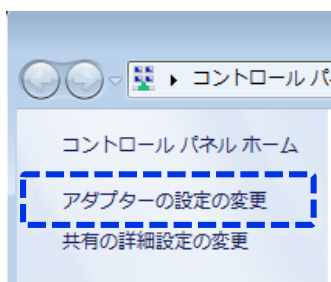 コントロール パ
コントロール パネル ホーム
アダプターの設定の変更
共有の詳細設定の変更